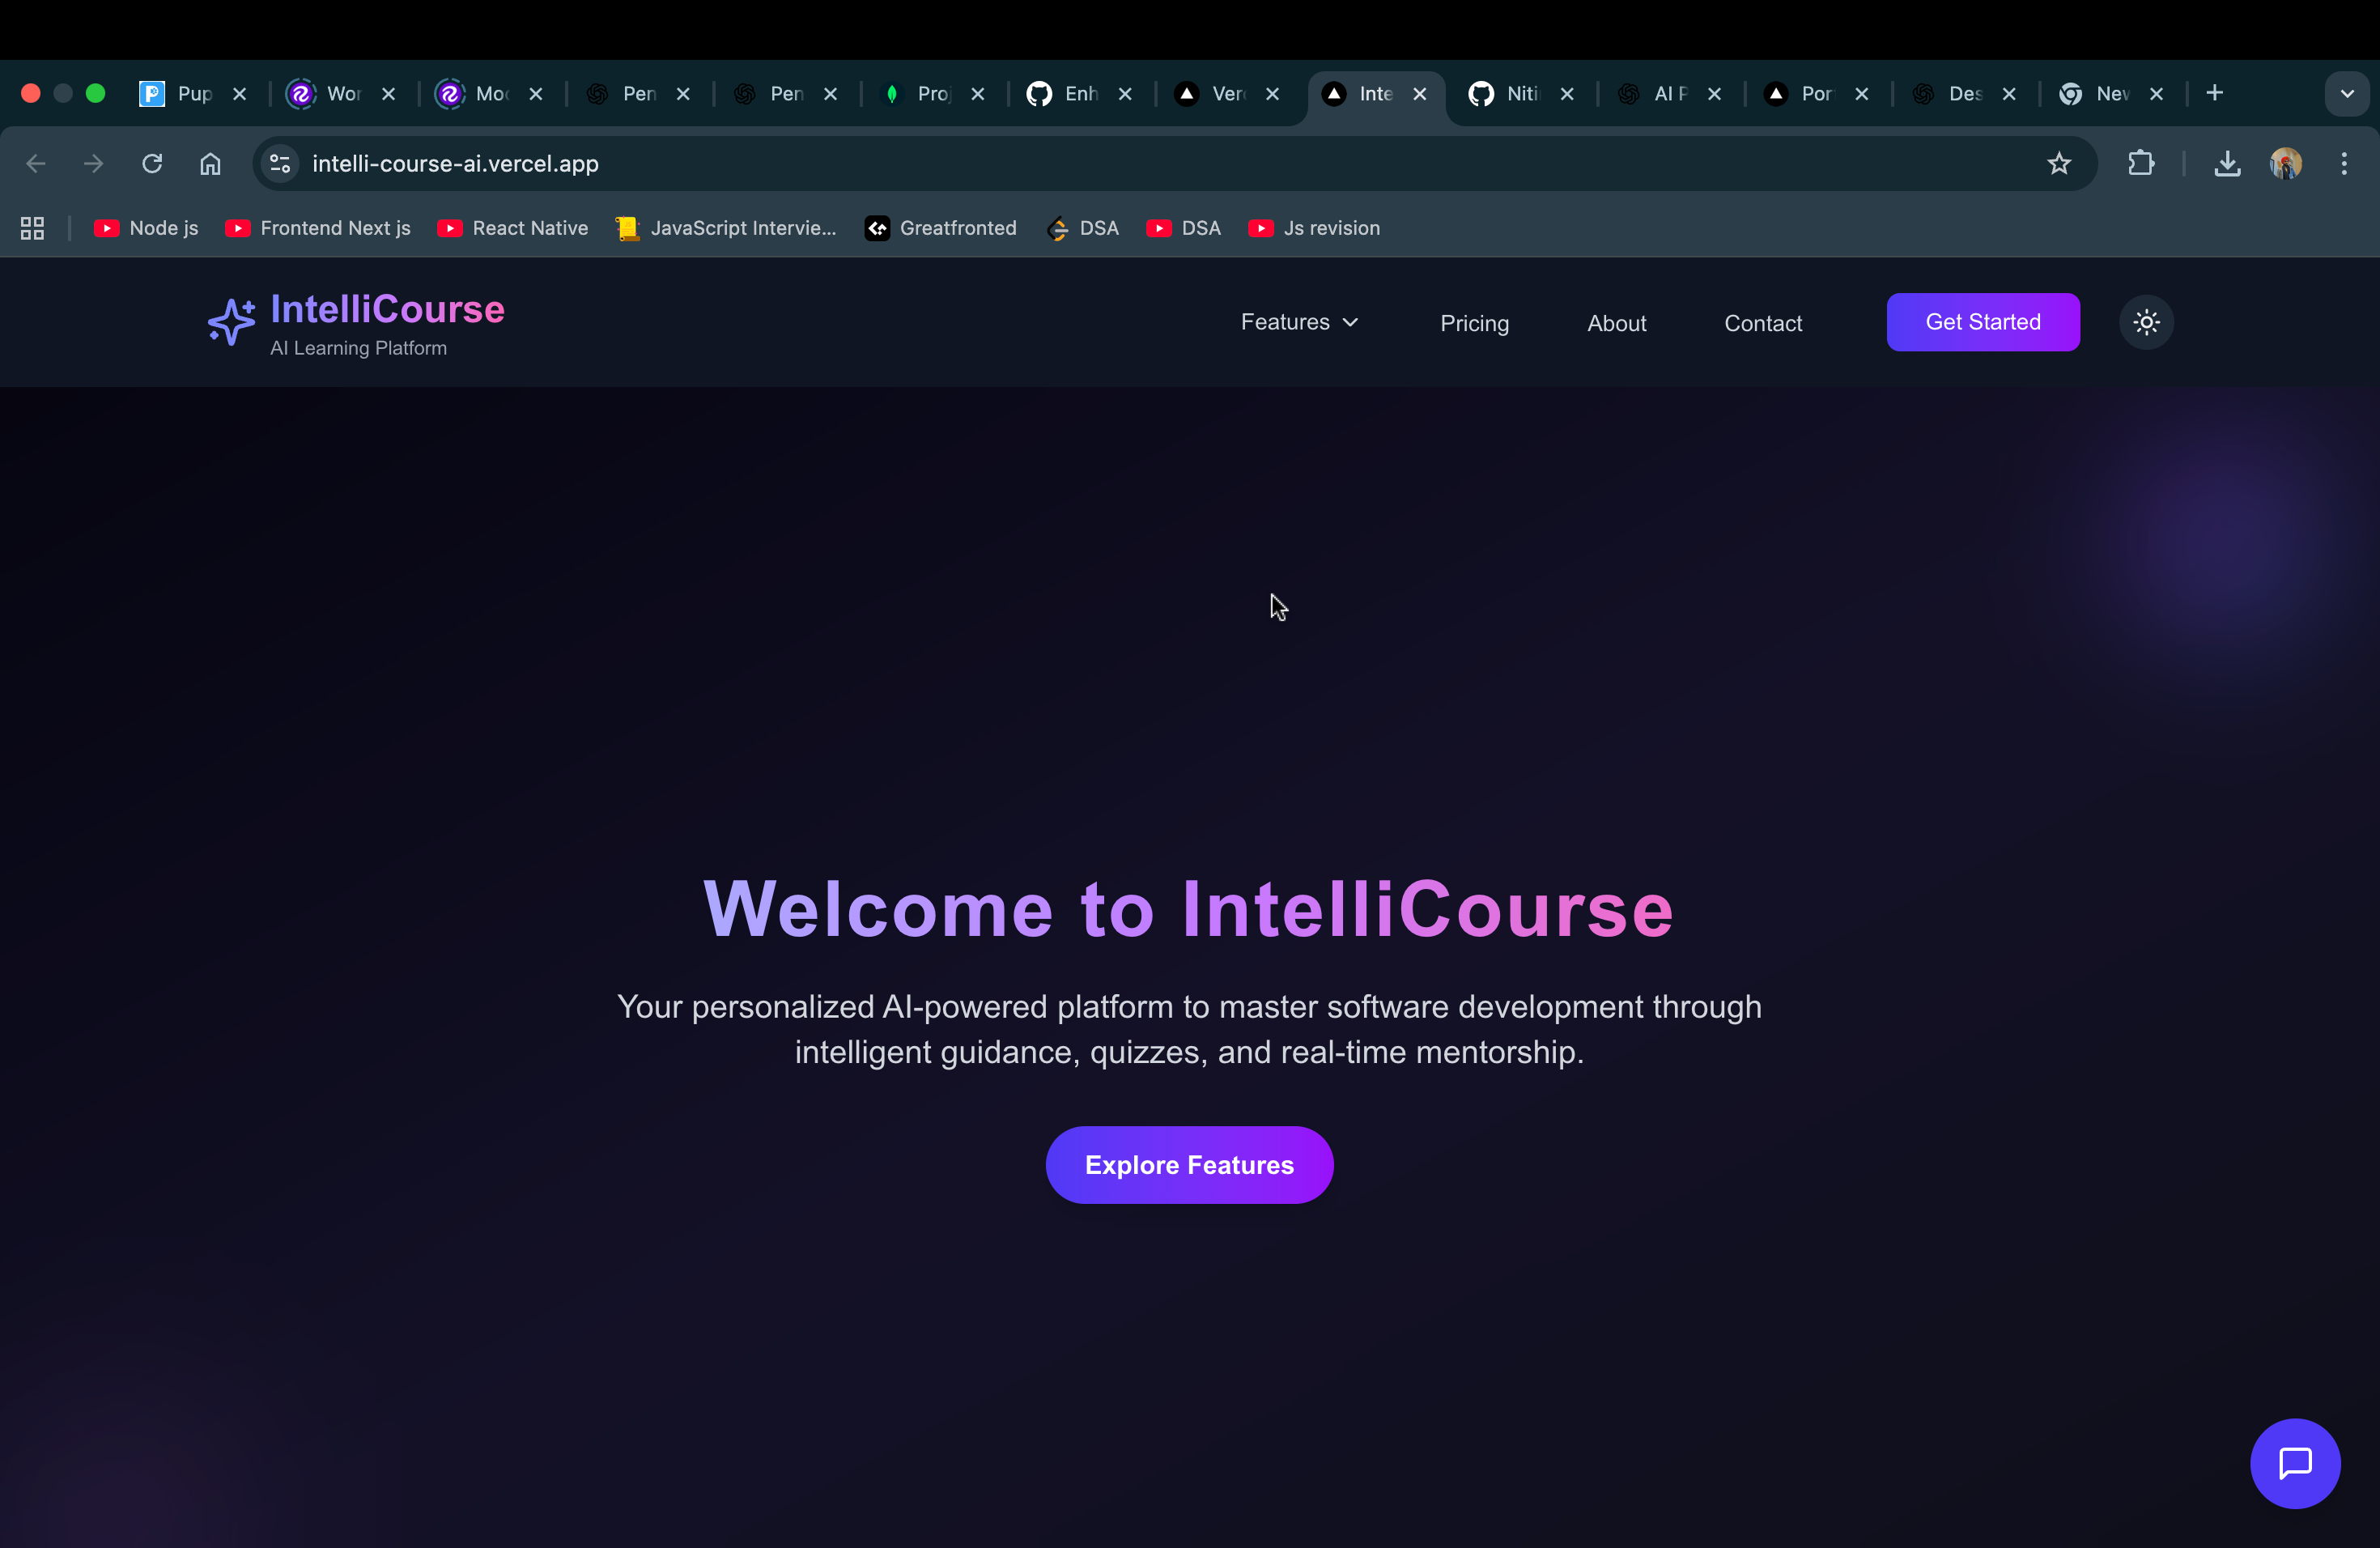 Pup
Wor
Moc
Pen
Pen
Proj
Enh
Ver
Inte
Niti
AI P
Por
Des
New
intelli-course-ai.vercel.app
Node js
Frontend Next js
React Native
JavaScript Intervie...
Greatfronted
DSA
DSA
Js revision
IntelliCourse
AI Learning Platform
Features
Pricing
About
Contact
Get Started
Welcome to IntelliCourse
Your personalized AI-powered platform to master software development through
intelligent guidance, quizzes, and real-time mentorship.
Explore Features